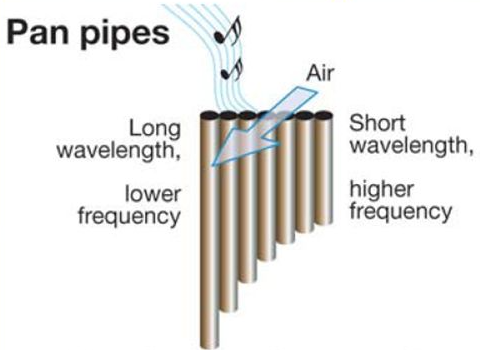 Pan pipes
Air
Long
wavelength,
lower
frequency
Short
wavelength,
higher
frequency